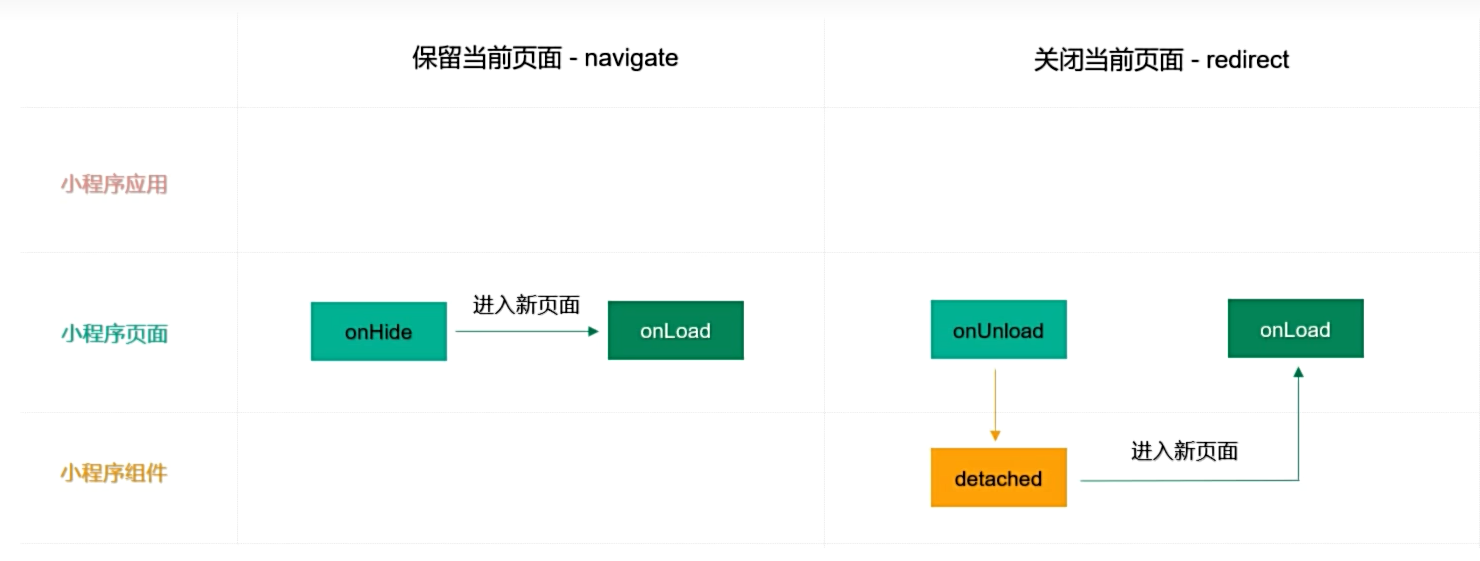 保留当前页面 - navigate
关闭当前页面 - redirect
小程序应用
小程序页面
onHide
进入新页面
onLoad
onUnload
onLoad
小程序组件
detached
进入新页面